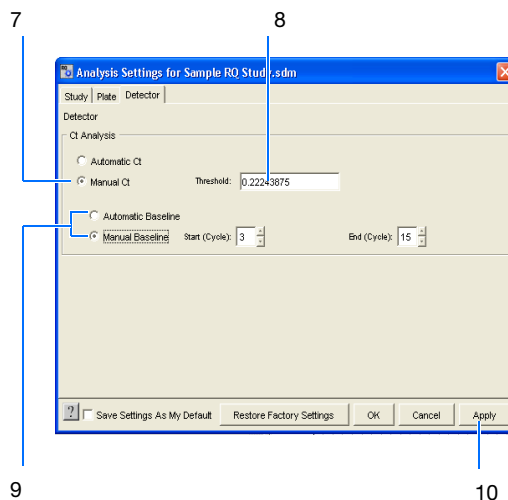 7 8
Analysis Settings for Sample RQ Study.sdm
Study Plate Detector
Detector
Ct Analysis
Automatic Ct
Manual Ct Threshold: 0.22243875
Automatic Baseline
Manual Baseline Start (Cycle): 3 End (Cycle): 15
? Save Settings As My Default Restore Factory Settings OK Cancel Apply
9 10